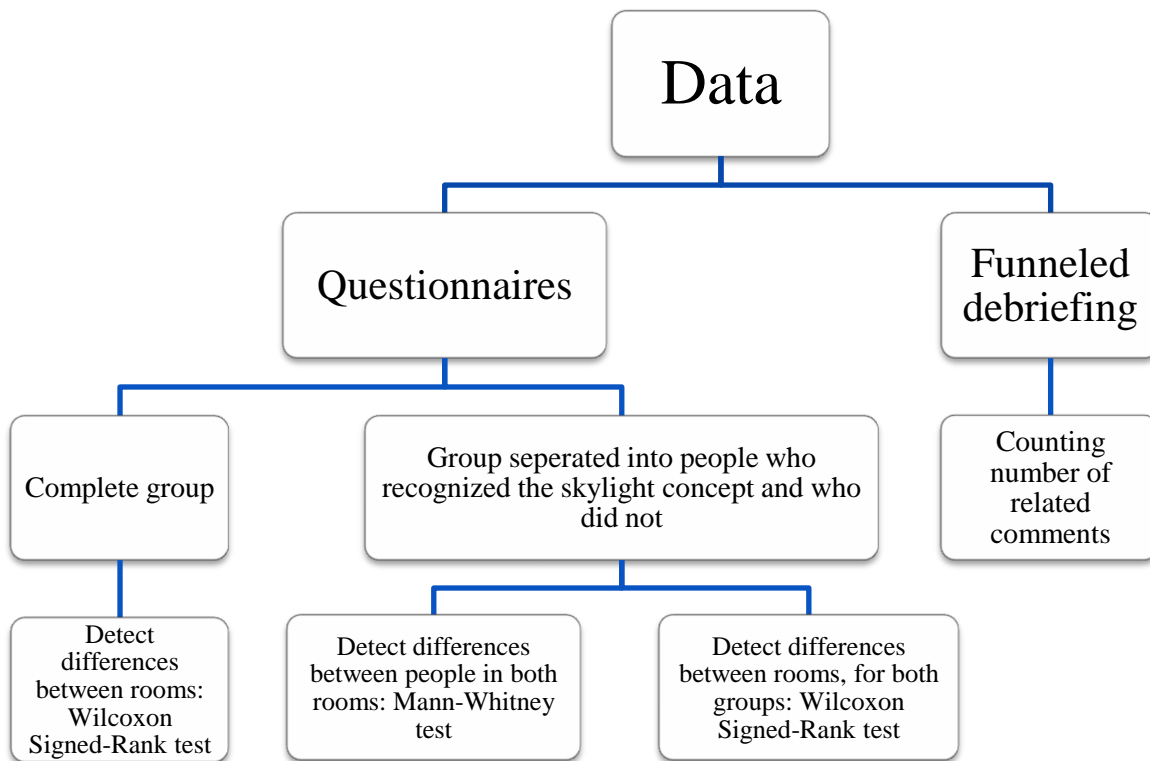 Data
Questionnaires
Funneled
debriefing
Complete group
Group seperated into people who
recognized the skylight concept and who
did not
Counting
number of
related
comments
Detect
differences
between rooms:
Wilcoxon
Signed-Rank test
Detect differences
between people in both
rooms: Mann-Whitney
test
Detect differences
between rooms, for both
groups: Wilcoxon
Signed-Rank test